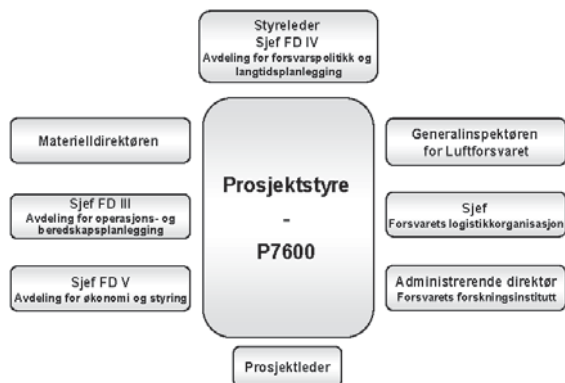 Styreleder
Sjef FD IV
Avdeling for forsvarspolitikk og
langtidsplanlegging
Materielldirektøren
Sjef FD III
Avdeling for operasjons- og
beredskapsplanlegging
Sjef FD V
Avdeling for økonomi og styring
Prosjektstyre
-
P7600
Generalinspektøren
for Luftforsvaret
Sjef
Forsvarets logistikkorganisasjon
Administrerende direktør
Forsvarets forskningsinstitutt
Prosjektleder